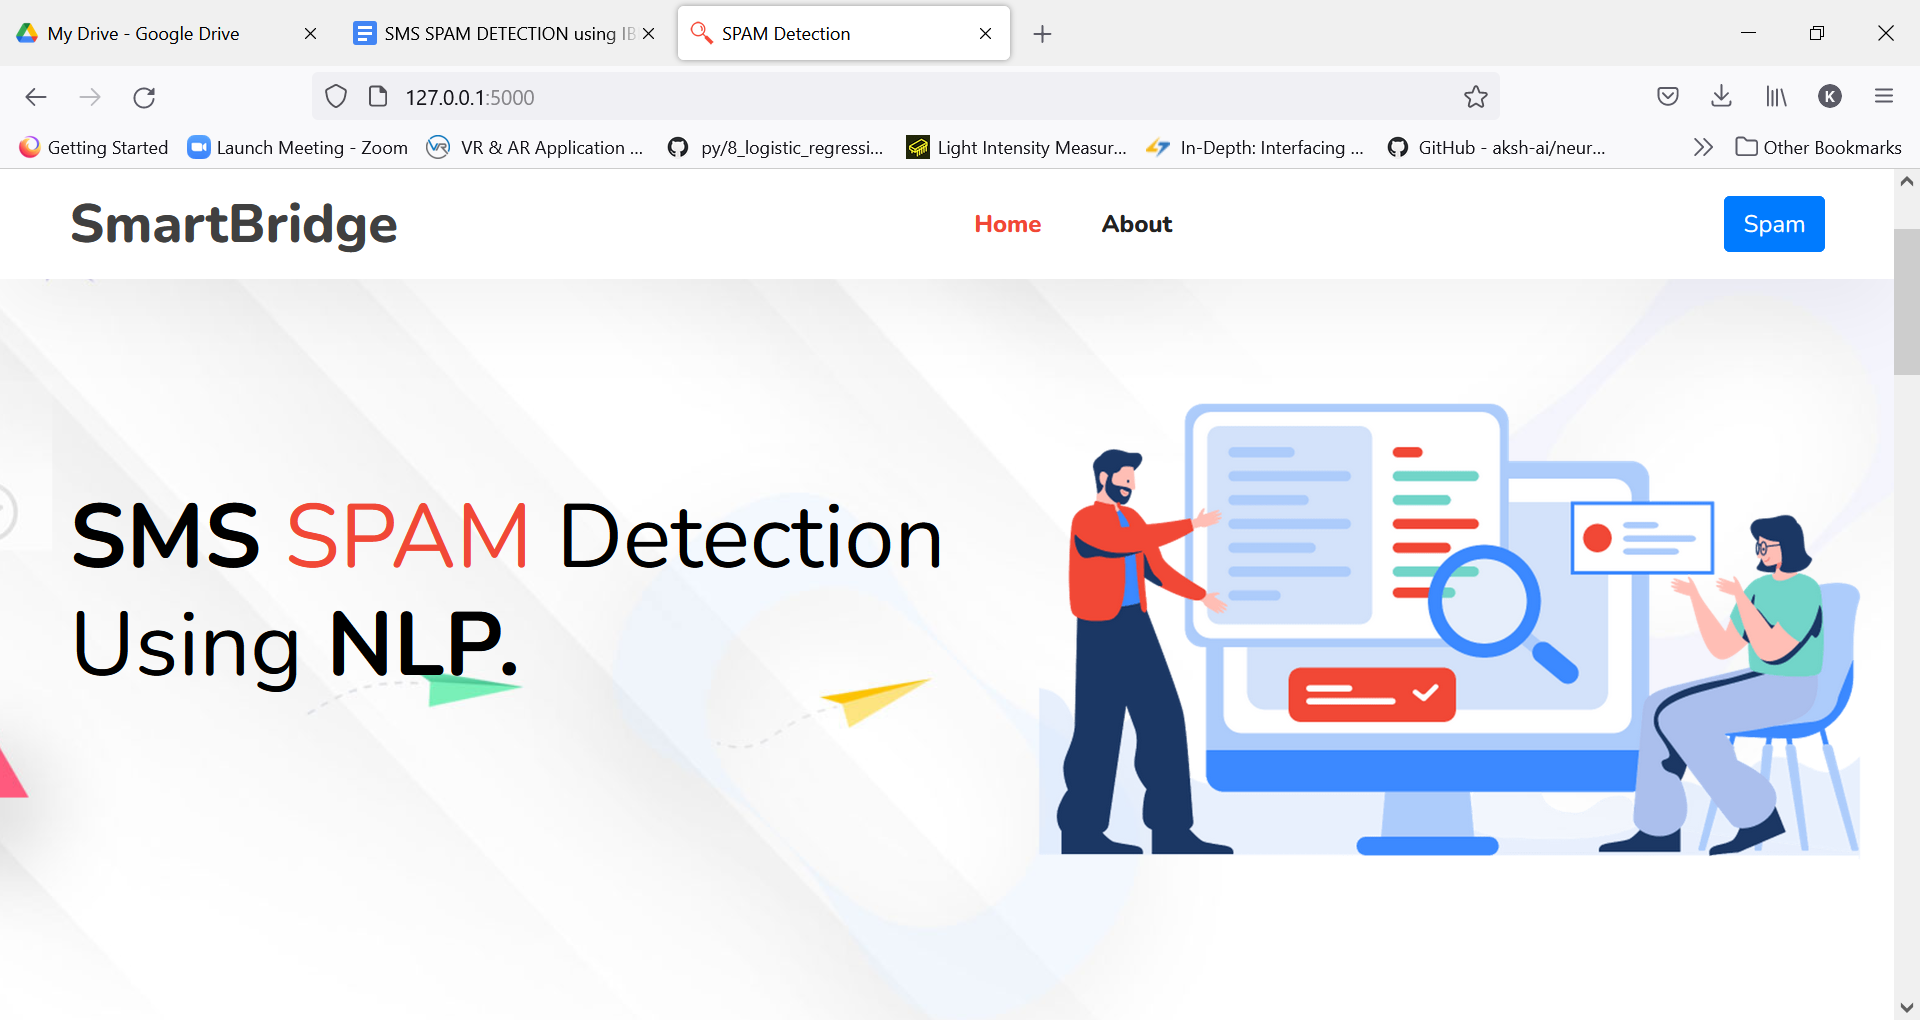 My Drive - Google Drive
SMS SPAM DETECTION using IB
SPAM Detection
127.0.0.1:5000
K
Getting Started
Launch Meeting - Zoom
VR & AR Application ...
py/8_logistic_regressi...
Light Intensity Measur...
In-Depth: Interfacing ...
GitHub - aksh-ai/neur...
Other Bookmarks
SmartBridge
Home
About
Spam
SMS SPAM Detection
Using NLP.